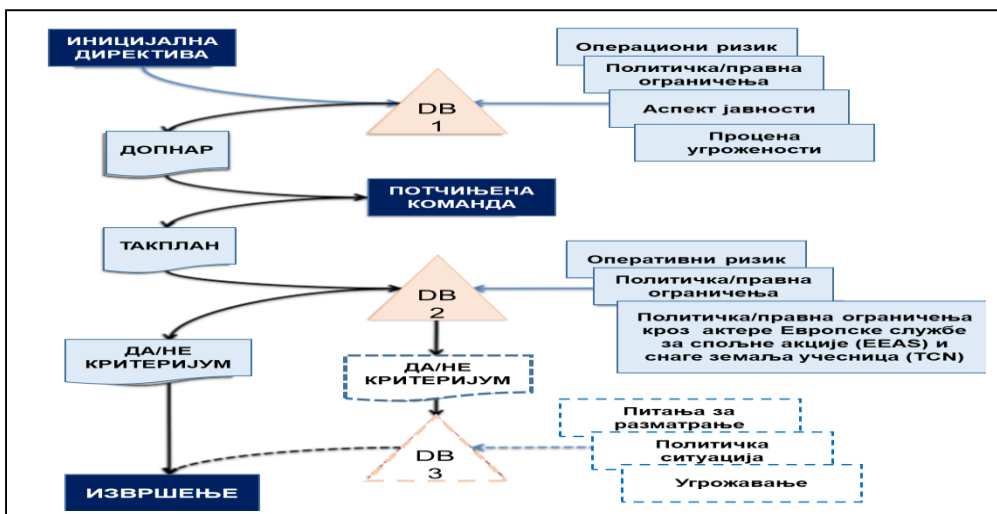 ИНИЦИЈАЛНА
ДИРЕКТИВА
DB
1
Операциони ризик
Политичка/правна
ограничења
Аспект јавности
Процена
угрожености
ДОПНАР
ПОТЧИЊЕНА
КОМАНДА
ТАКПЛАН
DB
2
Оперативни ризик
Политичка/правна
ограничења
Политичка/правна ограничења
кроз актере Европске службе
за спољне акције (EEAS) и
снаге земаља учесница (TCN)
ДА/НЕ
КРИТЕРИЈУМ
ДА/НЕ
КРИТЕРИЈУМ
DB
3
Питања за
разматрање
Политичка
ситуација
Угрожавање
ИЗВРШЕЊЕ